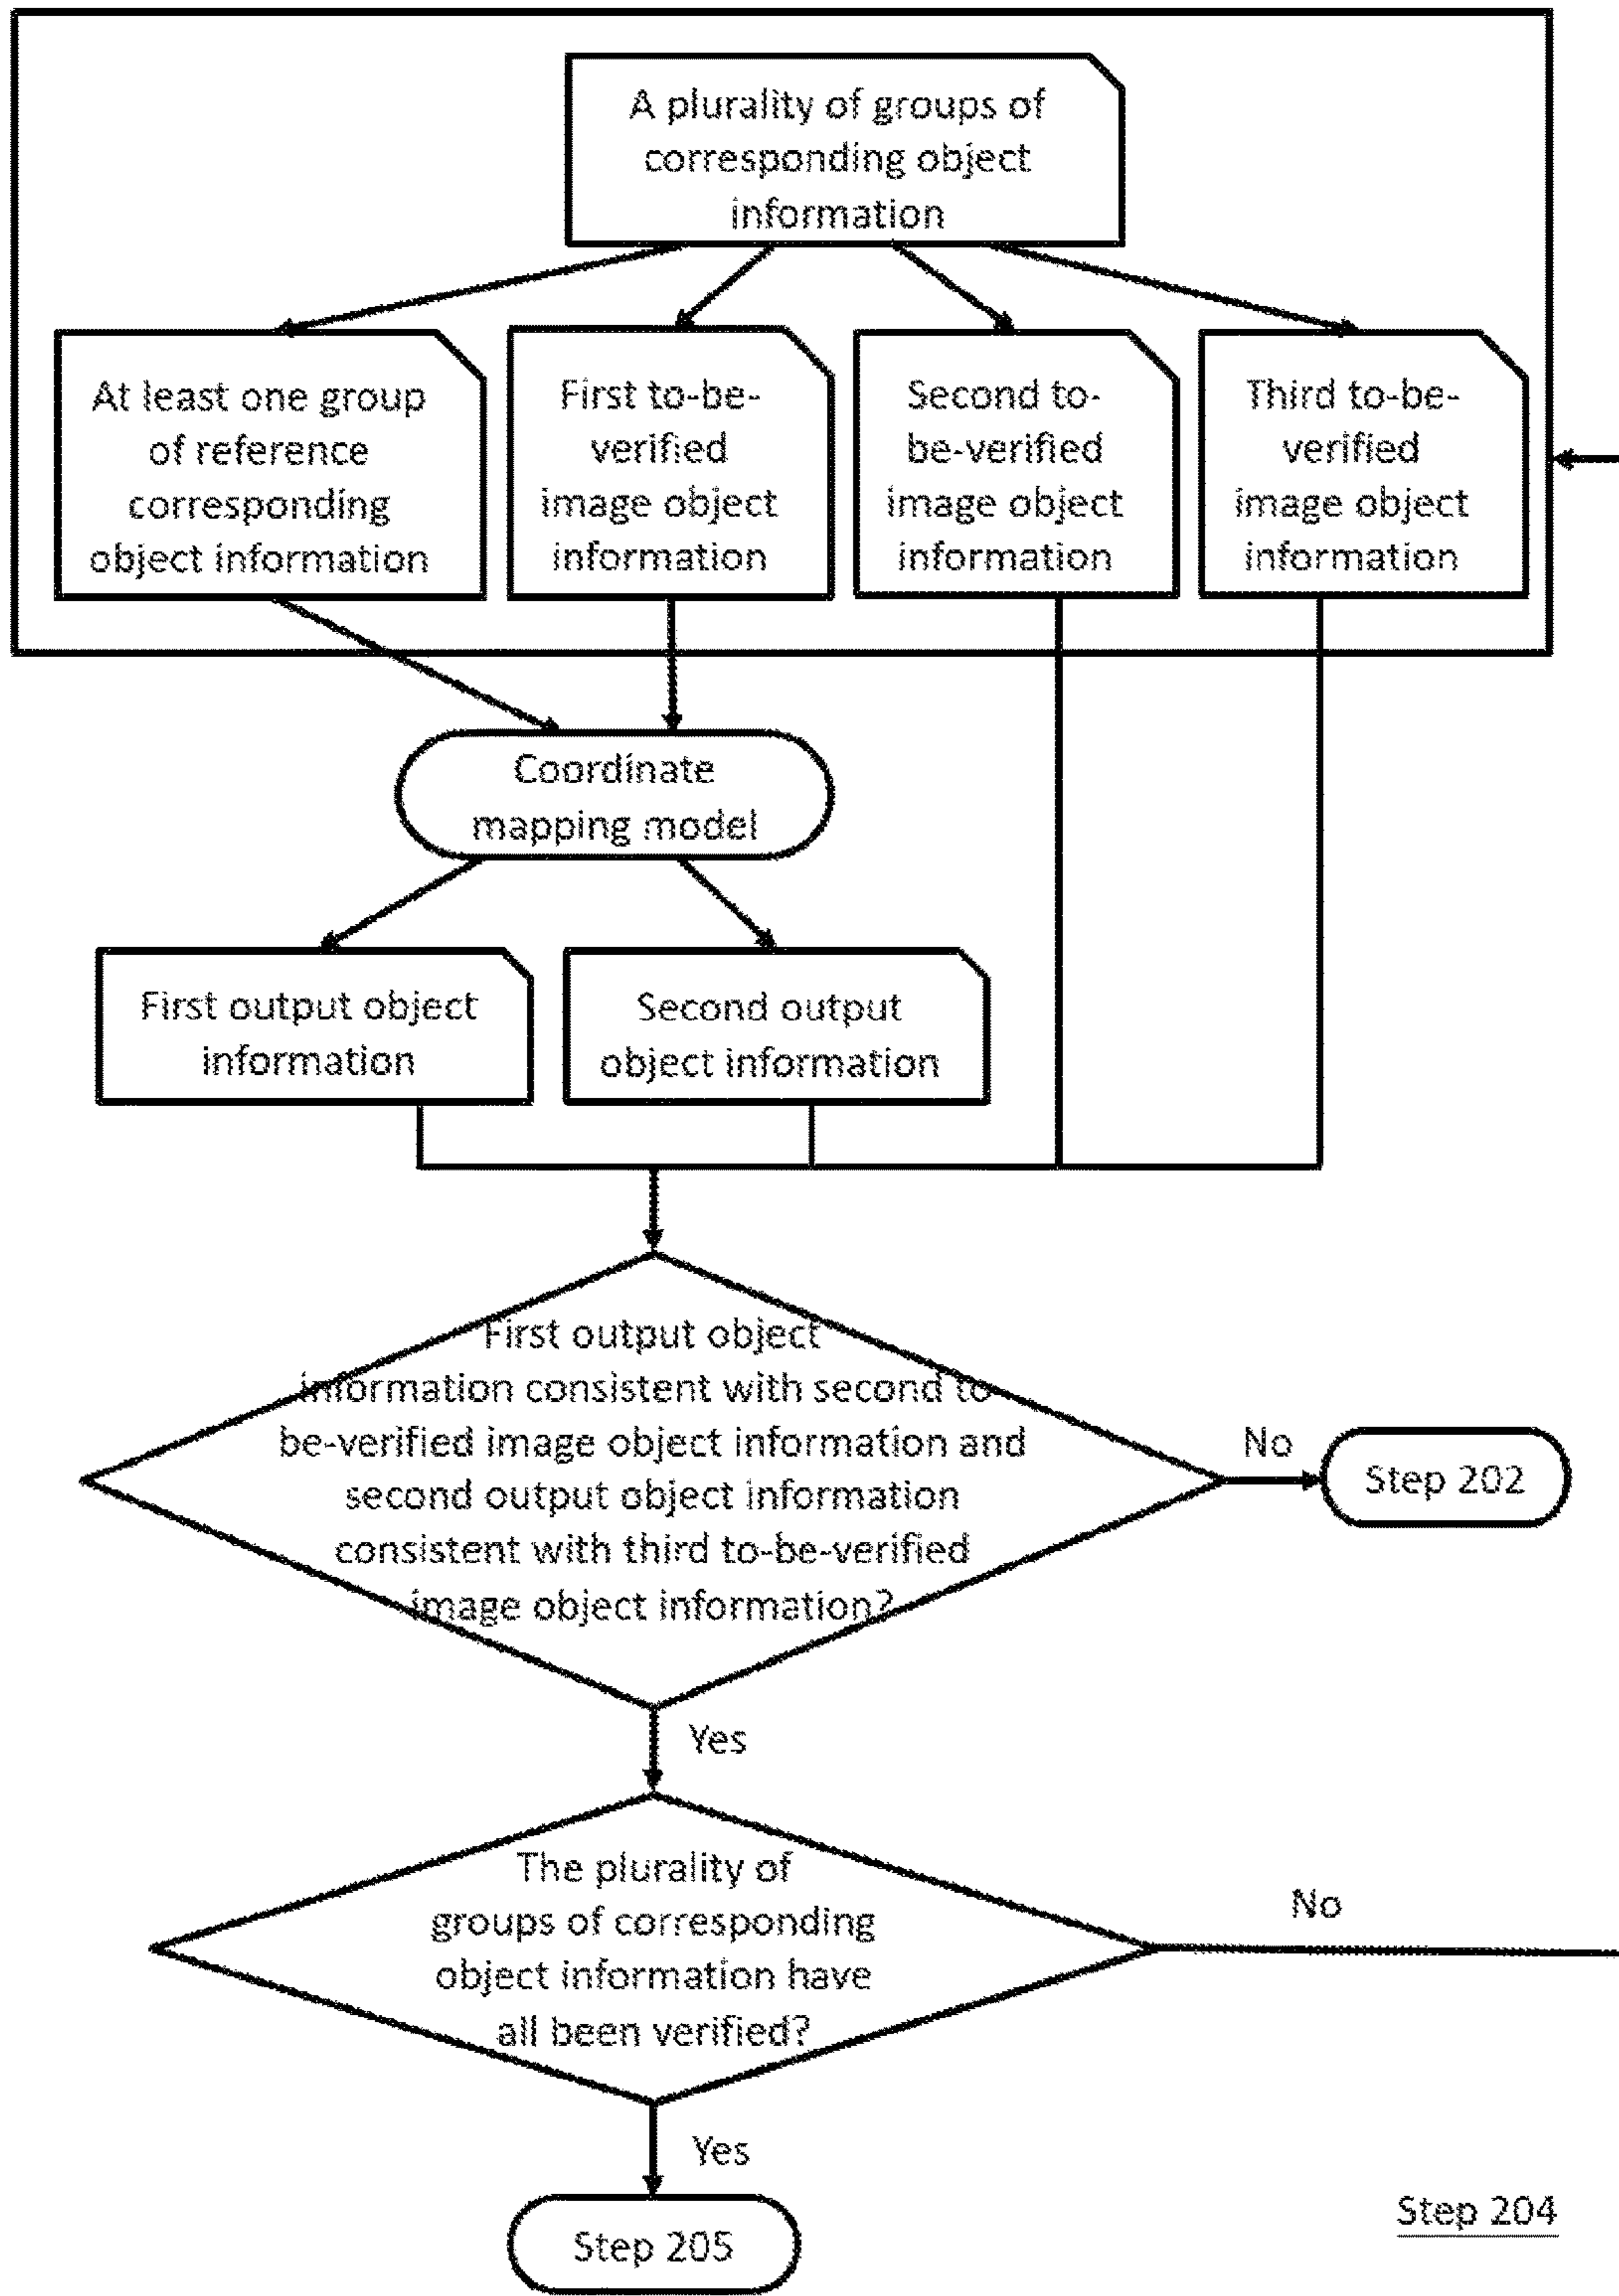 A plurality of groups of
corresponding object
information
At least one group
of reference
corresponding
object information
First to-be-
verified
image object
information
Second to-
be-verified
image object
information
Third to-be-
verified
image object
information
Coordinate
mapping model
First output object
information
Second output
object information
First output object
information consistent with second to-
be-verified image object information and
second output object information
consistent with third to-be-verified
image object information?
No
Step 202
Yes
The plurality of
groups of corresponding
object information have
all been verified?
No
Yes
Step 205
Step 204